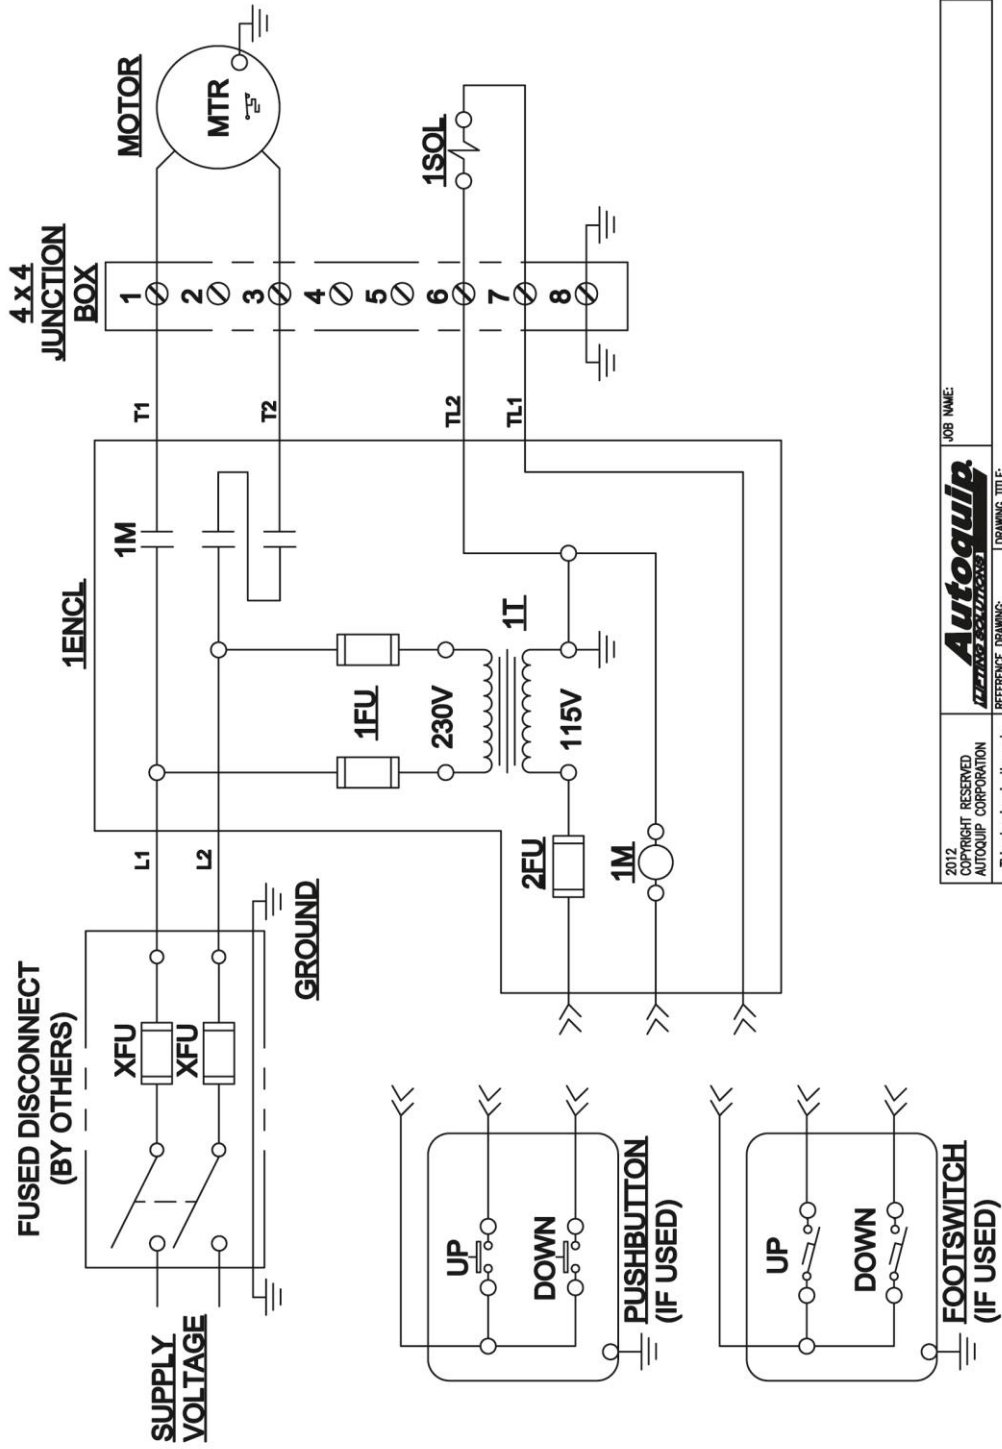 FUSED DISCONNECT
(BY OTHERS)
SUPPLY
VOLTAGE
XFU
XFU
GROUND
L1
L2
1ENCL
1M
1FU
230V
1T
115V
2FU
1M
T1
T2
TL2
TL1
4 x 4
JUNCTION
BOX
1
2
3
4
5
6
7
8
MOTOR
MTR
1SOL
UP
DOWN
PUSHBUTTON
(IF USED)
UP
DOWN
FOOTSWITCH
(IF USED)
2012
COPYRIGHT RESERVED
AUTOQUIP CORPORATION
Autoquip.
LIFTING SOLUTIONS
JOB NAME:
REFERENCE DRAWING:
DRAWING TITLE: